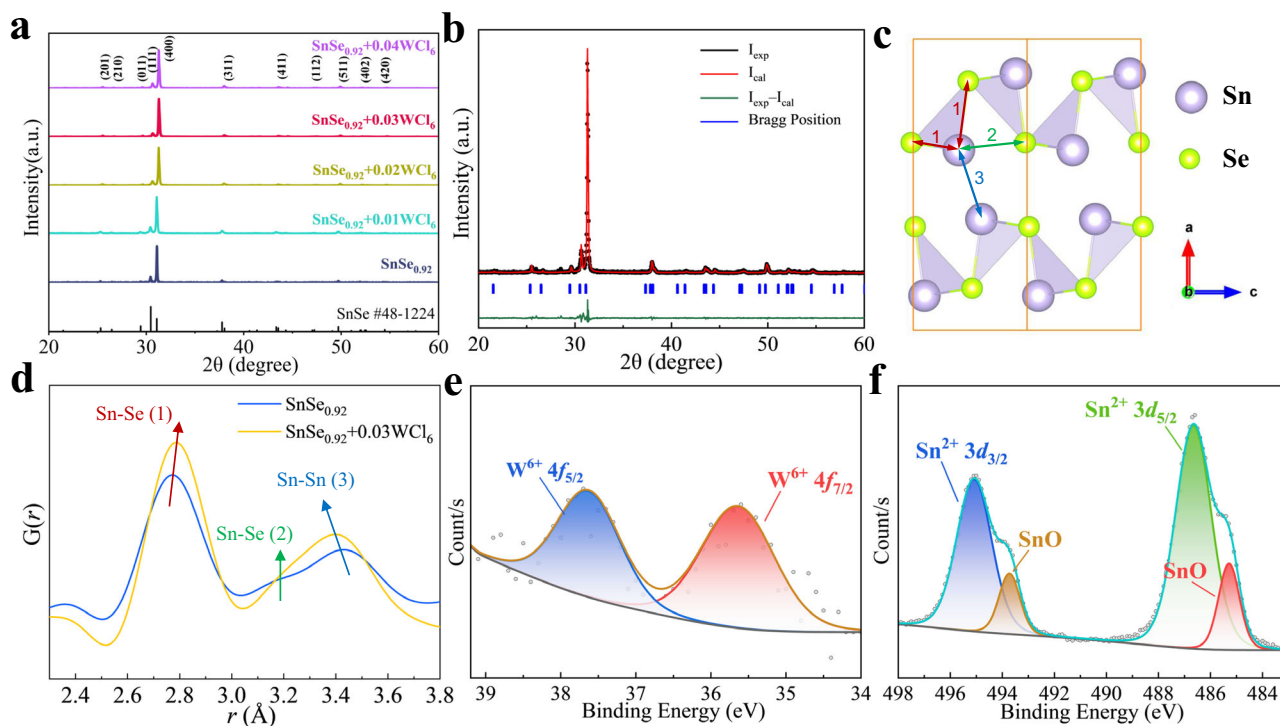 a
(201)
(210)
(011)
(111)
(400)
(311)
(411)
(112)
(511)
(402)
(420)
SnSe₀.₉₂+0.04WCl₆
SnSe₀.₉₂+0.03WCl₆
SnSe₀.₉₂+0.02WCl₆
SnSe₀.₉₂+0.01WCl₆
SnSe₀.₉₂
SnSe #48-1224
Intensity(a.u.)
20 30 40 50 60
2θ (degree)
b
I_exp
I_cal
I_exp–I_cal
Bragg Position
Intensity (a.u.)
20 30 40 50 60
2θ (degree)
c
1
1
2
3
Sn
Se
a
b
c
d
SnSe₀.₉₂
SnSe₀.₉₂+0.03WCl₆
Sn-Se (1)
Sn-Sn (3)
Sn-Se (2)
G(r)
2.4 2.6 2.8 3.0 3.2 3.4 3.6 3.8
r (Å)
e
W⁶⁺ 4f₅/₂
W⁶⁺ 4f₇/₂
Count/s
39 38 37 36 35 34
Binding Energy (eV)
f
Sn²⁺ 3d₅/₂
Sn²⁺ 3d₃/₂
SnO
SnO
Count/s
498 496 494 492 490 488 486 484
Binding Energy (eV)